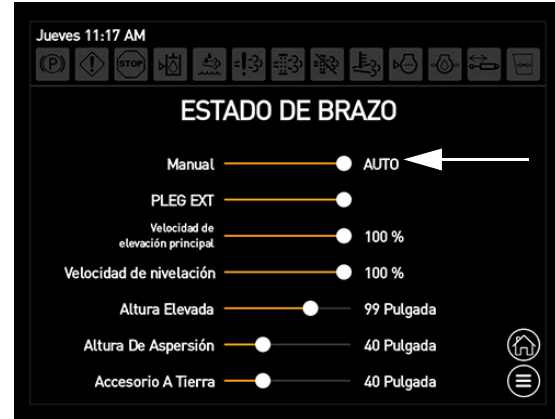 Jueves 11:17 AM
(P) STOP
ESTADO DE BRAZO
Manual AUTO
PLEG EXT
Velocidad de
elevación principal 100 %
Velocidad de nivelación 100 %
Altura Elevada 99 Pulgada
Altura De Aspersión 40 Pulgada
Accesorio A Tierra 40 Pulgada